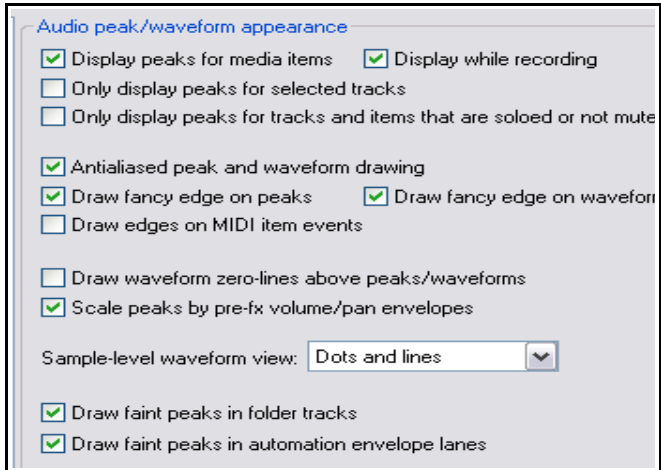 Audio peak/waveform appearance
Display peaks for media items Display while recording
Only display peaks for selected tracks
Only display peaks for tracks and items that are soloed or not mute
Antialiased peak and waveform drawing
Draw fancy edge on peaks Draw fancy edge on wavefor
Draw edges on MIDI item events
Draw waveform zero-lines above peaks/waveforms
Scale peaks by pre-fx volume/pan envelopes
Sample-level waveform view: Dots and lines
Draw faint peaks in folder tracks
Draw faint peaks in automation envelope lanes